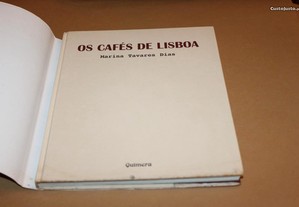 OS CAFÉS DE LISBOA
Marina Tavares Dias
Quimera